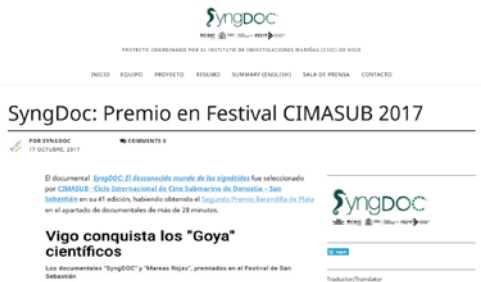 SyngDOC
PROYECTO COORDINADO POR EL INSTITUTO DE INVESTIGACIONES MARIÑAS (CSIC) DE VIGO
INICIO EQUIPO PROYECTO RESUMO SUMMARY (ENGLISH) SALA DE PRENSA CONTACTO
SyngDoc: Premio en Festival CIMASUB 2017
POR SYNGDOC
17 OCTUBRE, 2017
COMMENTS 0
El documental SyngDOC: El desconocido mundo de los signátidos fue seleccionado
por CIMASUB - Ciclo Internacional de Cine Submarino de Donostia – San
Sebastián en su 41 edición, habiendo obtenido el Segundo Premio Barandilla de Plata
en el apartado de documentales de más de 28 minutos.
Vigo conquista los "Goya"
científicos
Los documentales "SyngDOC" y "Mareas Rojas", premiados en el Festival de San
Sebastián
SyngDOC
Traductor/Translator